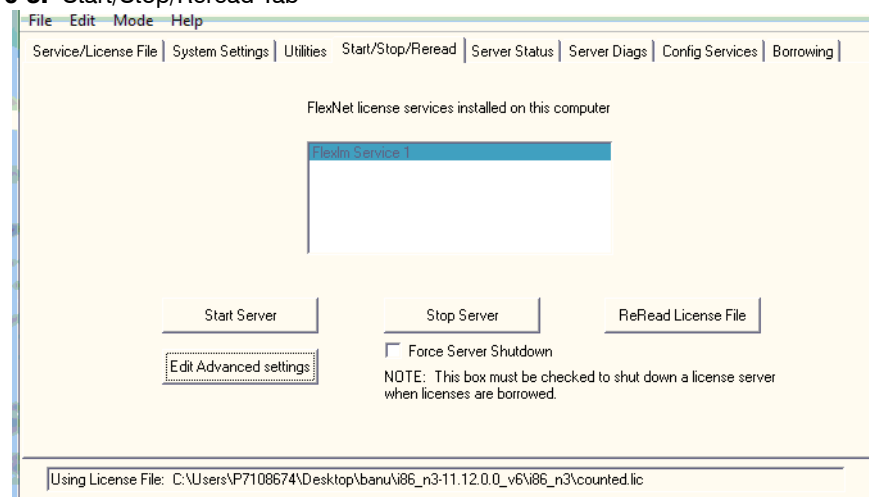 Start/Stop/Reread Tab
File Edit Mode Help
Service/License File System Settings Utilities Start/Stop/Reread Server Status Server Diags Config Services Borrowing
FlexNet license services installed on this computer
Flexlm Service 1
Start Server Stop Server ReRead License File
Edit Advanced settings
Force Server Shutdown
NOTE: This box must be checked to shut down a license server
when licenses are borrowed.
Using License File: C:\Users\P7108674\Desktop\banu\i86_n3-11.12.0.0_v6\i86_n3\counted.lic